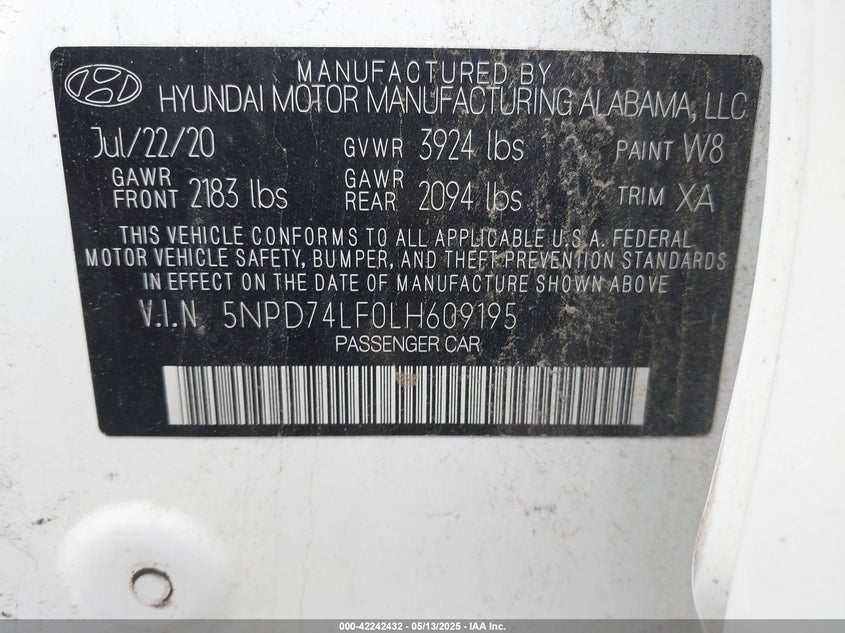 MANUFACTURED BY
HYUNDAI MOTOR MANUFACTURING ALABAMA, LLC
Jul/22/20 GVWR 3924 lbs PAINT W8
GAWR FRONT 2183 lbs GAWR REAR 2094 lbs TRIM XA
THIS VEHICLE CONFORMS TO ALL APPLICABLE U.S.A. FEDERAL
MOTOR VEHICLE SAFETY, BUMPER, AND THEFT PREVENTION STANDARDS
IN EFFECT ON THE DATE OF MANUFACTURE SHOWN ABOVE
V.I.N. 5NPD74LF0LH609195
PASSENGER CAR
000-42242432 - 05/13/2025 - IAA Inc.